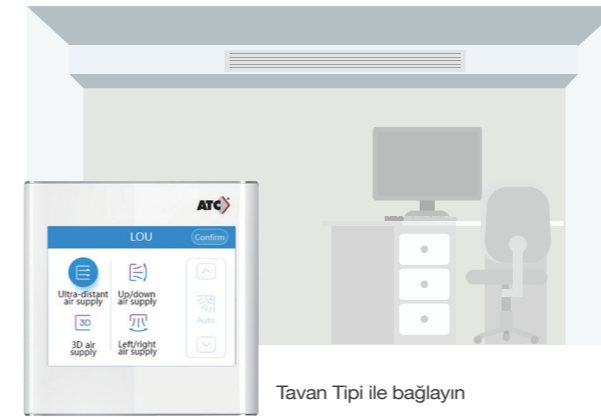 ATC
LOU
Confirm
Ultra-distant
air supply
Up/down
air supply
Auto
3D
3D air
supply
Left/right
air supply
Tavan Tipi ile bağlayın